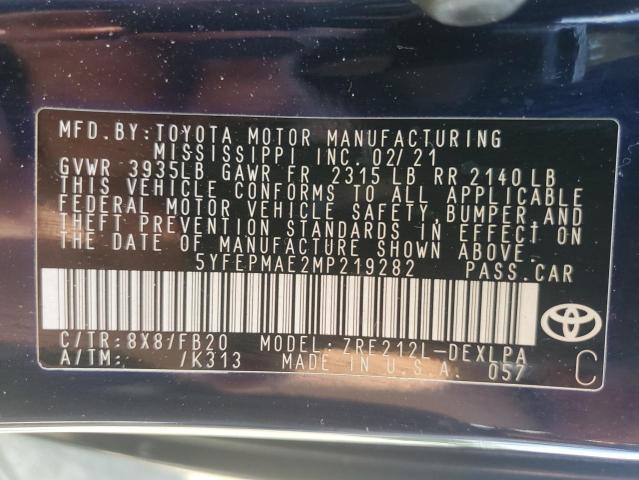 MFD.BY:TOYOTA MOTOR MANUFACTURING
MISSISSIPPI INC. 02/21
GVWR 3935LB GAWR FR 2315 LB RR 2140 LB
THIS VEHICLE CONFORMS TO ALL APPLICABLE
FEDERAL MOTOR VEHICLE SAFETY, BUMPER, AND
THEFT PREVENTION STANDARDS IN EFFECT ON
THE DATE OF MANUFACTURE SHOWN ABOVE.
5YFEPMAE2MP219282 PASS.CAR
C/TR:8X8/FB20 MODEL: ZRE212L-DEXLPA
A/TM: /K313 MADE IN U.S.A. 057
C